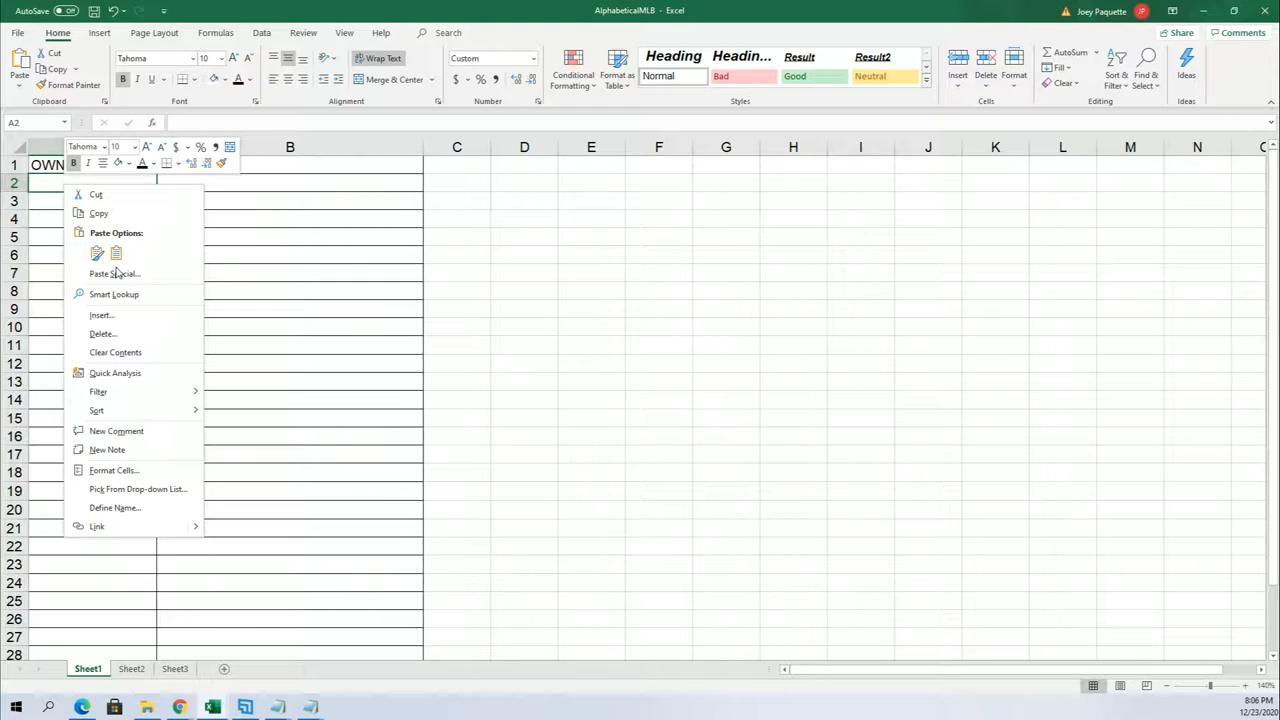 AutoSave Off AlphabeticalMLB - Excel Joey Paquette JP
File Home Insert Page Layout Formulas Data Review View Help Search Share Comments
Paste Cut Copy Format Painter Clipboard
Tahoma 10 B I U Font
Wrap Text Merge & Center Alignment
Custom $ % Number
Conditional Formatting Format as Table
Heading Headin... Result Result2
Normal Bad Good Neutral
Styles
Insert Delete Format Cells
AutoSum Fill Clear Sort & Filter Find & Select Editing
Ideas Ideas
A2 fx
Tahoma 10 A A $ %
B I A
B C D E F G H I J K L M N
1 OWN
2
3
4
5
6
7
8
9
10
11
12
13
14
15
16
17
18
19
20
21
22
23
24
25
26
27
28
Cut
Copy
Paste Options:
Paste Special...
Smart Lookup
Insert...
Delete...
Clear Contents
Quick Analysis
Filter
Sort
New Comment
New Note
Format Cells...
Pick From Drop-down List...
Define Name...
Link
Sheet1 Sheet2 Sheet3
140%
8:06 PM
12/23/2020